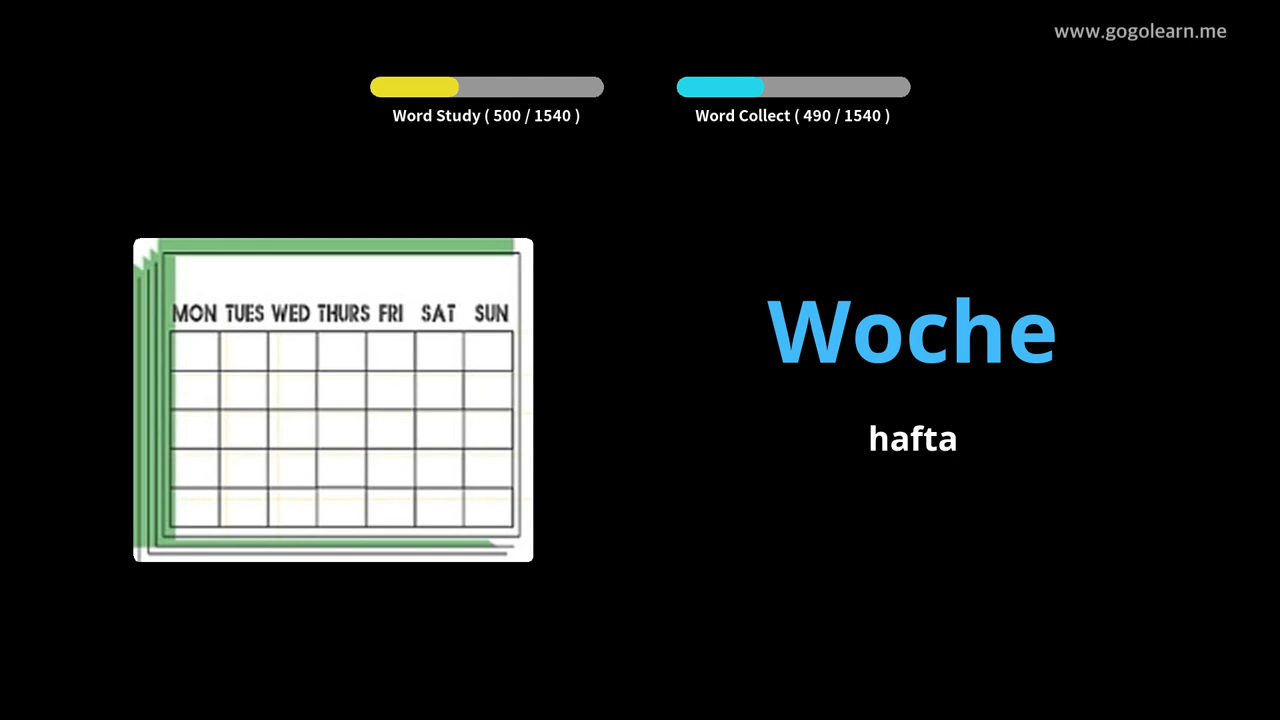 www.gogolearn.me
Word Study ( 500 / 1540 )
Word Collect ( 490 / 1540 )
MON TUES WED THURS FRI SAT SUN
Woche
hafta